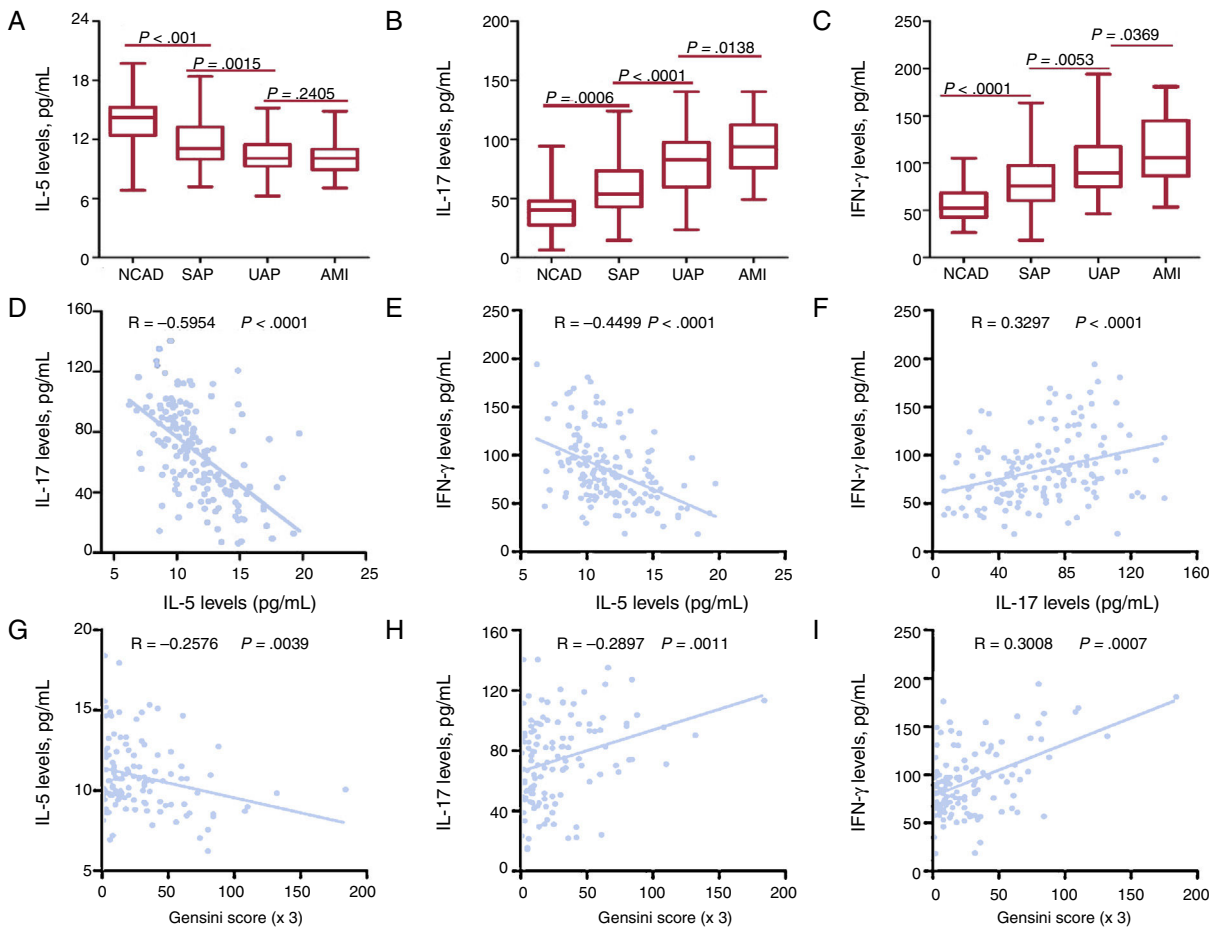 A
IL-5 levels, pg/mL
24
18
12
6
0
P < .001
P = .0015
P = .2405
NCAD SAP UAP AMI
B
IL-17 levels, pg/mL
200
150
100
50
0
P = .0006
P < .0001
P = .0138
NCAD SAP UAP AMI
C
IFN-γ levels, pg/mL
250
200
150
100
50
0
P < .0001
P = .0053
P = .0369
NCAD SAP UAP AMI
D
IL-17 levels, pg/mL
160
120
80
40
0
R = –0.5954 P < .0001
5 10 15 20 25
IL-5 levels (pg/mL)
E
IFN-γ levels, pg/mL
250
200
150
100
50
0
R = –0.4499 P < .0001
5 10 15 20 25
IL-5 levels (pg/mL)
F
IFN-γ levels, pg/mL
250
200
150
100
50
0
R = 0.3297 P < .0001
0 40 85 120 160
IL-17 levels (pg/mL)
G
IL-5 levels, pg/mL
20
15
10
5
R = –0.2576 P = .0039
0 50 100 150 200
Gensini score (x 3)
H
IL-17 levels, pg/mL
160
120
80
40
0
R = –0.2897 P = .0011
0 50 100 150 200
Gensini score (x 3)
I
IFN-γ levels, pg/mL
250
200
150
100
50
0
R = 0.3008 P = .0007
0 50 100 150 200
Gensini score (x 3)